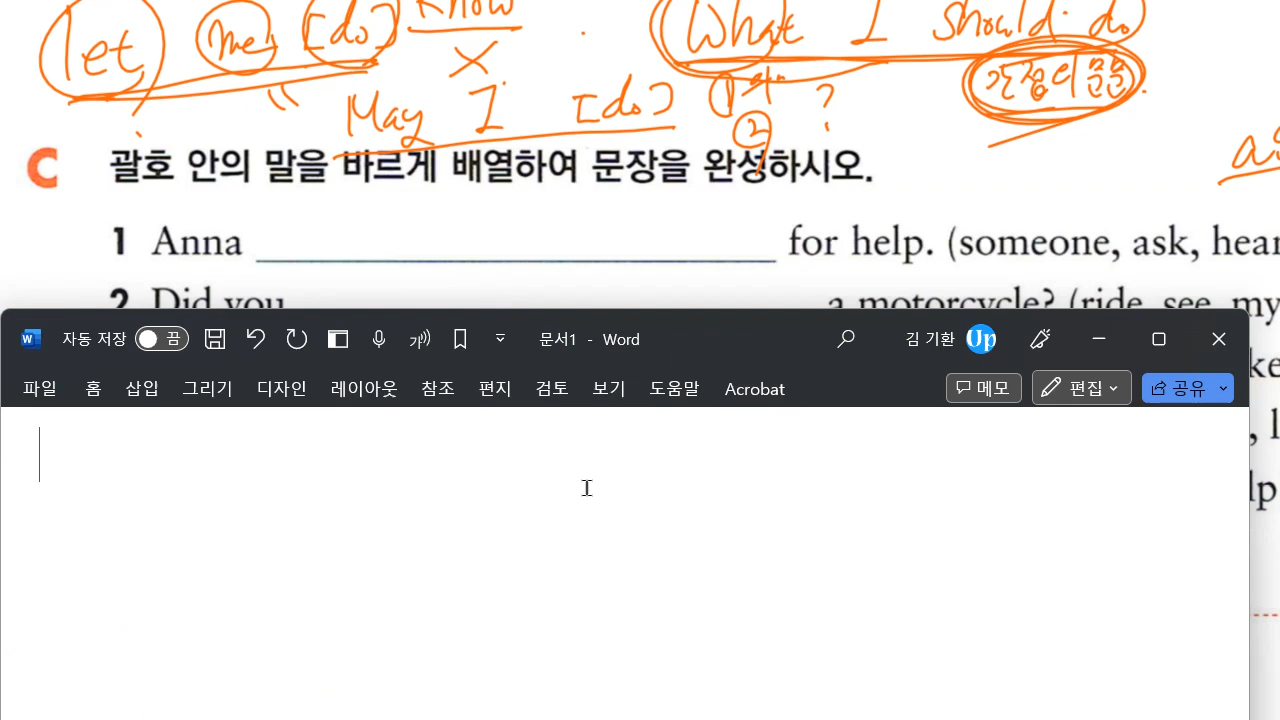 let me [do] know What I should do
X
" May I [do] ? 간접의문문
②
C 괄호 안의 말을 바르게 배열하여 문장을 완성하시오.
1 Anna for help. (someone, ask, hear
2 Did you a motorcycle? (ride, see, my
자동 저장 끔 문서1 - Word 김 기환 Up
파일 홈 삽입 그리기 디자인 레이아웃 참조 편지 검토 보기 도움말 Acrobat 메모 편집 공유